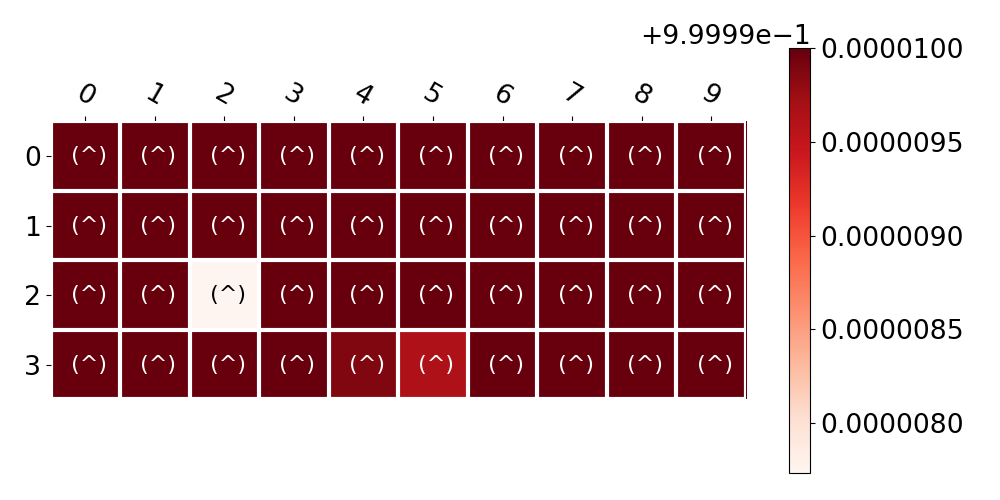 +9.9999e−1
0 1 2 3 4 5 6 7 8 9
0 (^) (^) (^) (^) (^) (^) (^) (^) (^) (^)
1 (^) (^) (^) (^) (^) (^) (^) (^) (^) (^)
2 (^) (^) (^) (^) (^) (^) (^) (^) (^) (^)
3 (^) (^) (^) (^) (^) (^) (^) (^) (^) (^)
0.0000100
0.0000095
0.0000090
0.0000085
0.0000080